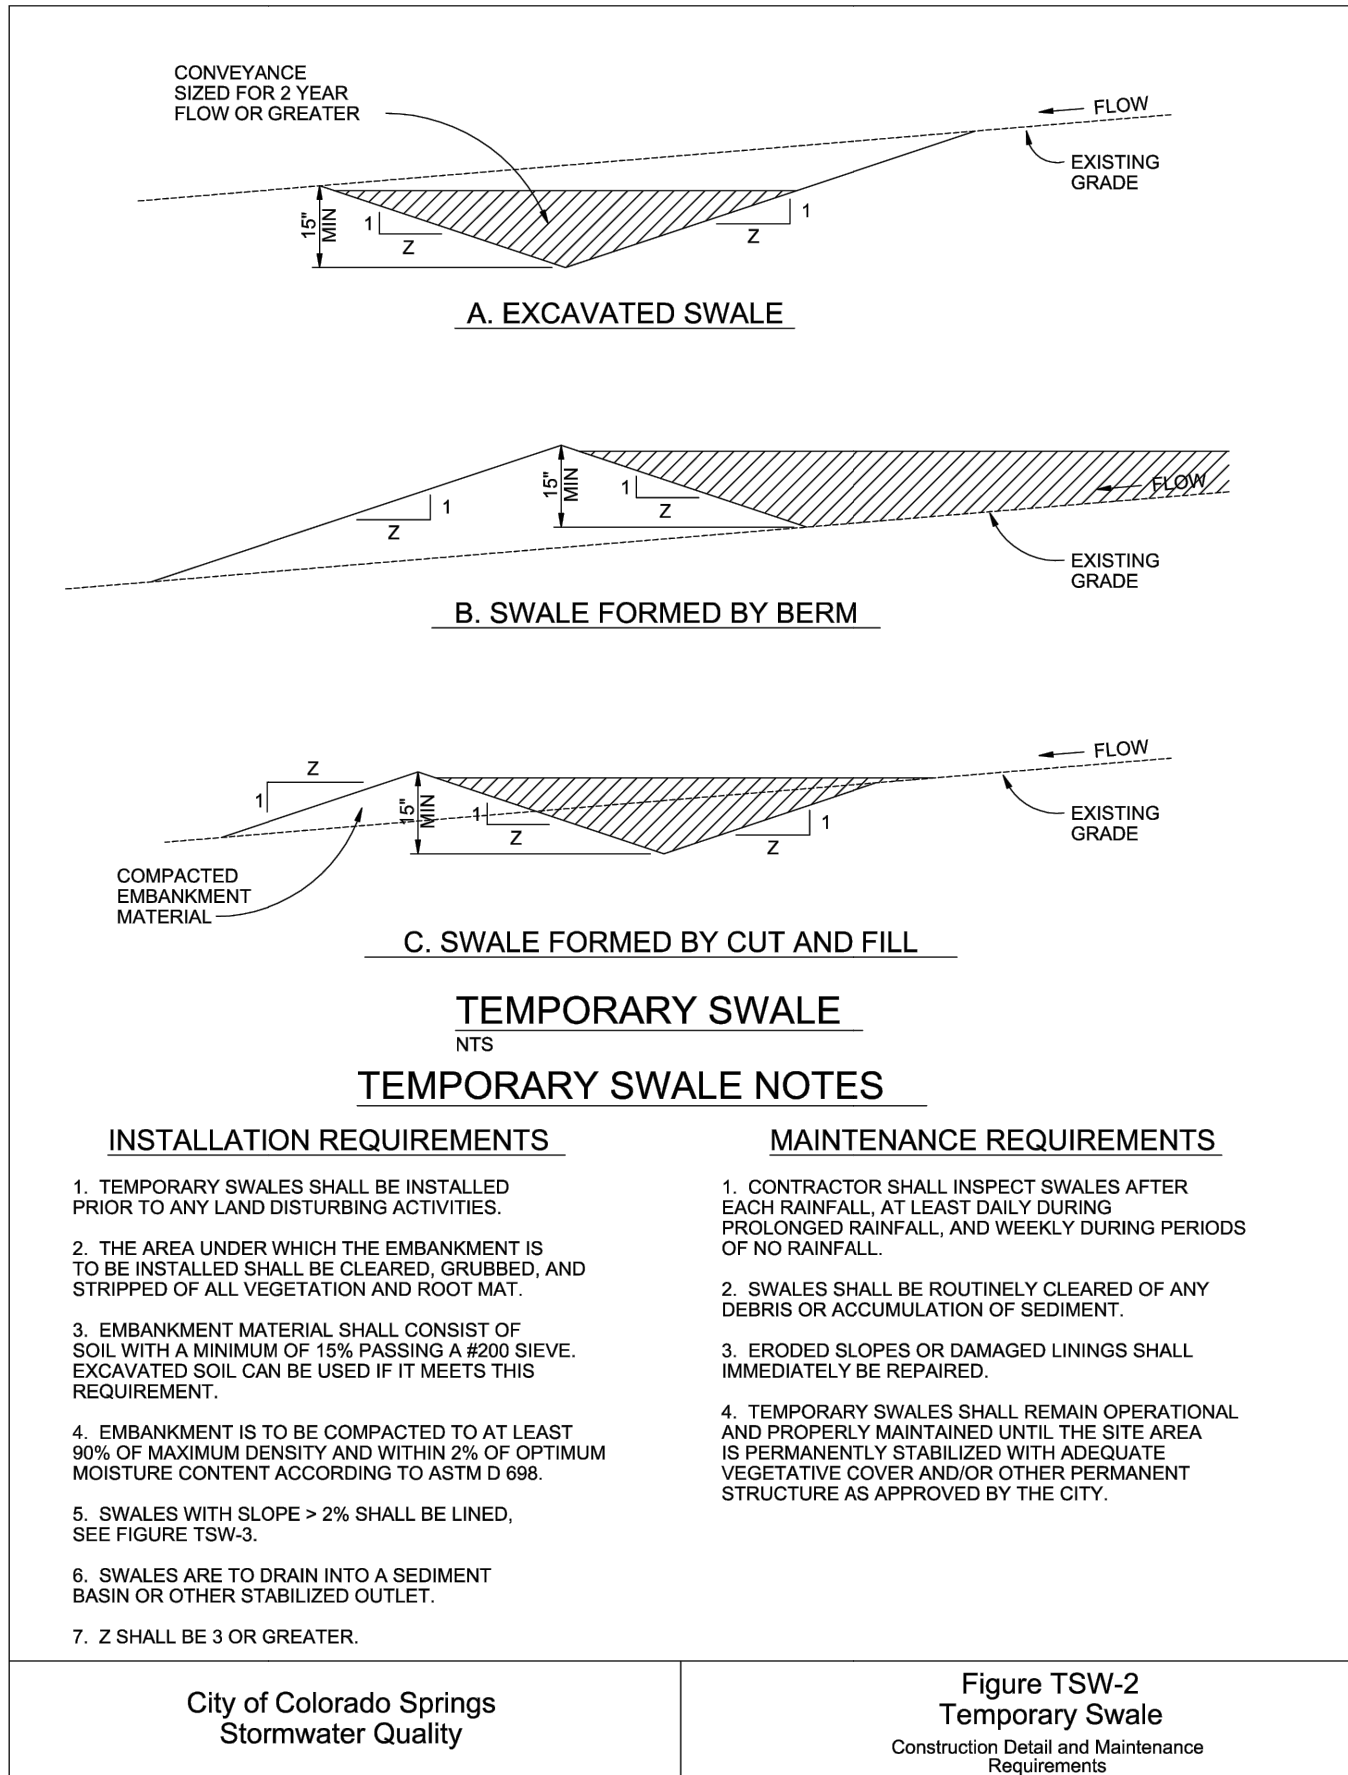 CONVEYANCE
SIZED FOR 2 YEAR
FLOW OR GREATER
FLOW
EXISTING
GRADE
15"
MIN
1
Z
1
Z
A. EXCAVATED SWALE
15"
MIN
1
Z
1
Z
FLOW
EXISTING
GRADE
B. SWALE FORMED BY BERM
FLOW
Z
1
15"
MIN
1
Z
1
Z
EXISTING
GRADE
COMPACTED
EMBANKMENT
MATERIAL
C. SWALE FORMED BY CUT AND FILL
TEMPORARY SWALE
NTS
TEMPORARY SWALE NOTES
INSTALLATION REQUIREMENTS
1. TEMPORARY SWALES SHALL BE INSTALLED
PRIOR TO ANY LAND DISTURBING ACTIVITIES.
2. THE AREA UNDER WHICH THE EMBANKMENT IS
TO BE INSTALLED SHALL BE CLEARED, GRUBBED, AND
STRIPPED OF ALL VEGETATION AND ROOT MAT.
3. EMBANKMENT MATERIAL SHALL CONSIST OF
SOIL WITH A MINIMUM OF 15% PASSING A #200 SIEVE.
EXCAVATED SOIL CAN BE USED IF IT MEETS THIS
REQUIREMENT.
4. EMBANKMENT IS TO BE COMPACTED TO AT LEAST
90% OF MAXIMUM DENSITY AND WITHIN 2% OF OPTIMUM
MOISTURE CONTENT ACCORDING TO ASTM D 698.
5. SWALES WITH SLOPE > 2% SHALL BE LINED,
SEE FIGURE TSW-3.
6. SWALES ARE TO DRAIN INTO A SEDIMENT
BASIN OR OTHER STABILIZED OUTLET.
7. Z SHALL BE 3 OR GREATER.
MAINTENANCE REQUIREMENTS
1. CONTRACTOR SHALL INSPECT SWALES AFTER
EACH RAINFALL, AT LEAST DAILY DURING
PROLONGED RAINFALL, AND WEEKLY DURING PERIODS
OF NO RAINFALL.
2. SWALES SHALL BE ROUTINELY CLEARED OF ANY
DEBRIS OR ACCUMULATION OF SEDIMENT.
3. ERODED SLOPES OR DAMAGED LININGS SHALL
IMMEDIATELY BE REPAIRED.
4. TEMPORARY SWALES SHALL REMAIN OPERATIONAL
AND PROPERLY MAINTAINED UNTIL THE SITE AREA
IS PERMANENTLY STABILIZED WITH ADEQUATE
VEGETATIVE COVER AND/OR OTHER PERMANENT
STRUCTURE AS APPROVED BY THE CITY.
City of Colorado Springs
Stormwater Quality
Figure TSW-2
Temporary Swale
Construction Detail and Maintenance
Requirements